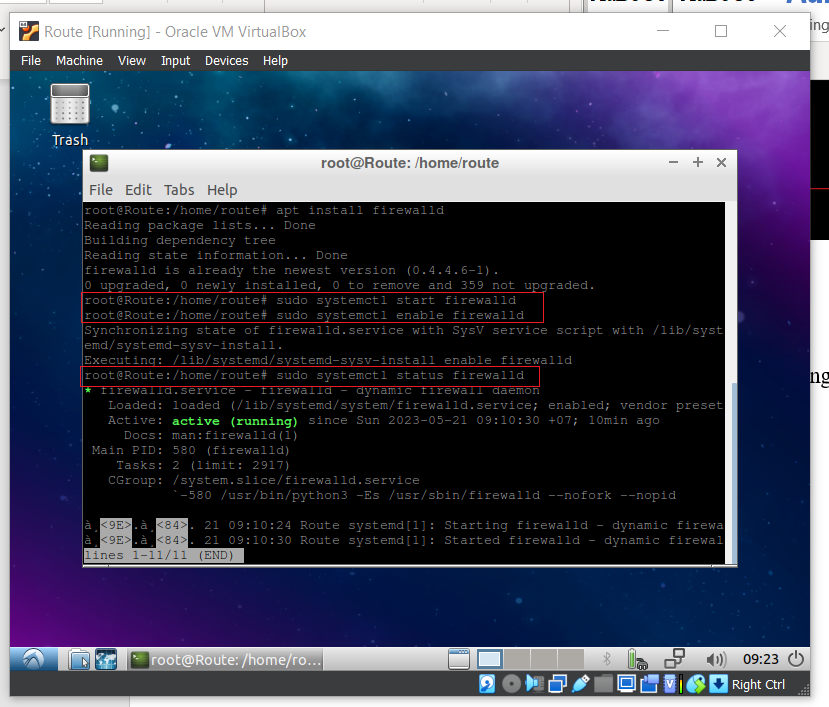 Route [Running] - Oracle VM VirtualBox
File Machine View Input Devices Help
Trash
root@Route: /home/route
File Edit Tabs Help
root@Route:/home/route# apt install firewalld
Reading package lists... Done
Building dependency tree
Reading state information... Done
firewalld is already the newest version (0.4.4.6-1).
0 upgraded, 0 newly installed, 0 to remove and 359 not upgraded.
root@Route:/home/route# sudo systemctl start firewalld
root@Route:/home/route# sudo systemctl enable firewalld
Synchronizing state of firewalld.service with SysV service script with /lib/syst
emd/systemd-sysv-install.
Executing: /lib/systemd/systemd-sysv-install enable firewalld
root@Route:/home/route# sudo systemctl status firewalld
* firewalld.service - firewalld - dynamic firewall daemon
Loaded: loaded (/lib/systemd/system/firewalld.service; enabled; vendor preset
Active: active (running) since Sun 2023-05-21 09:10:30 +07; 10min ago
Docs: man:firewalld(1)
Main PID: 580 (firewalld)
Tasks: 2 (limit: 2917)
CGroup: /system.slice/firewalld.service
`-580 /usr/bin/python3 -Es /usr/sbin/firewalld --nofork --nopid
à¸<9E>.à¸<84>. 21 09:10:24 Route systemd[1]: Starting firewalld - dynamic firewa
à¸<9E>.à¸<84>. 21 09:10:30 Route systemd[1]: Started firewalld - dynamic firewal
lines 1-11/11 (END)
root@Route: /home/ro...
09:23
Right Ctrl